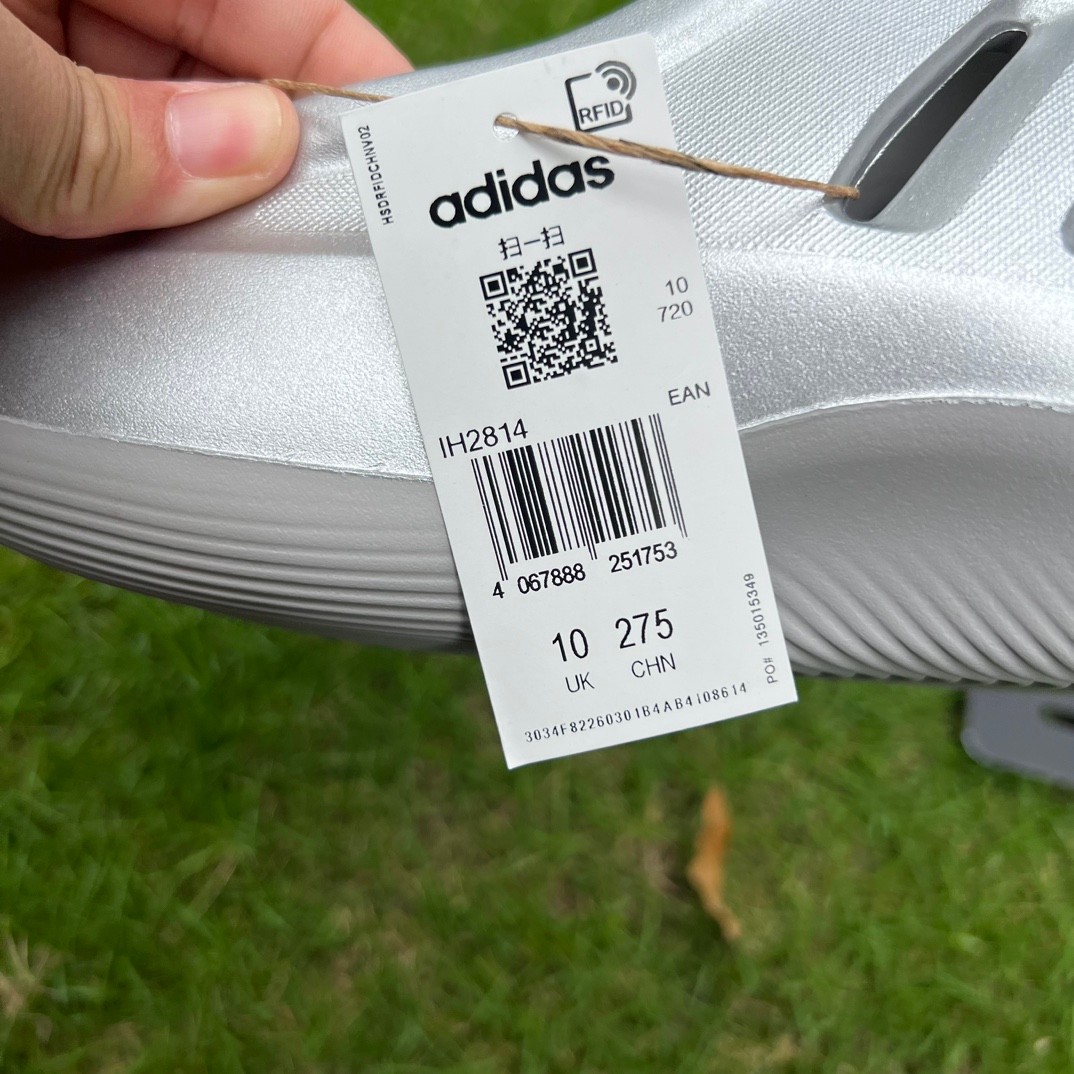 RFID
HSDRFIDCHNV02
adidas
扫一扫
10
720
EAN
IH2814
4 067888 251753
10 275
UK CHN
PO# 135015349
3034F82260301B4AB4108614